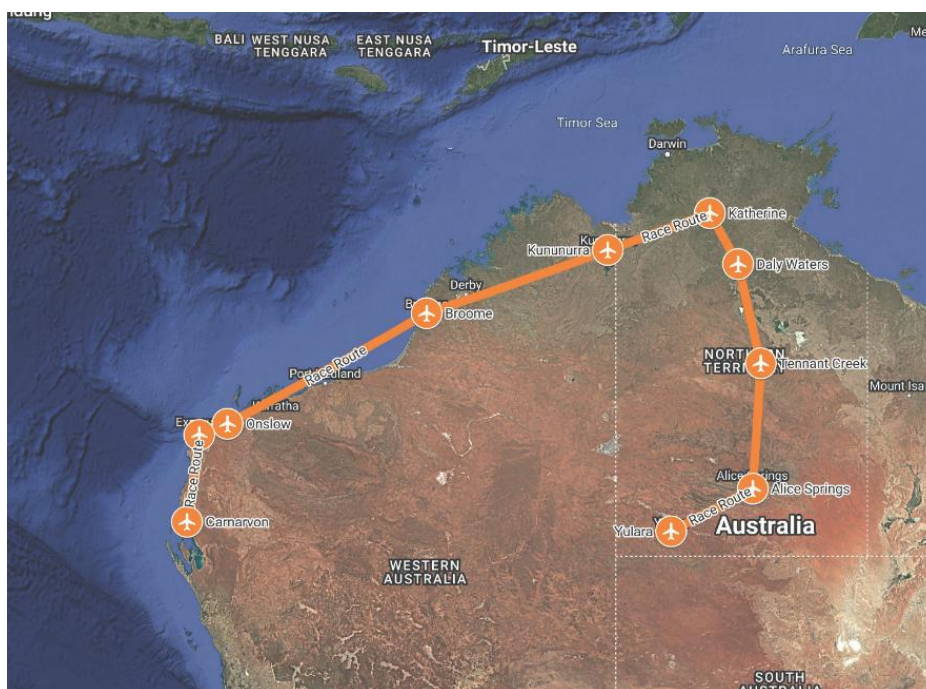 ndung
BALI
WEST NUSA
TENGGARA
EAST NUSA
TENGGARA
Timor-Leste
Arafura Sea
Me
Timor Sea
Darwin
Katherine
Race Route
Kununurra
Daly Waters
Derby
Broome
Race Route
NORTHERN
TERRITORY
Tennant Creek
Mount Isa
Onslow
Race Route
Carnarvon
Alice Springs
Alice Springs
Race Route
Yulara
Australia
WESTERN
AUSTRALIA
SOUTH
AUSTRALIA